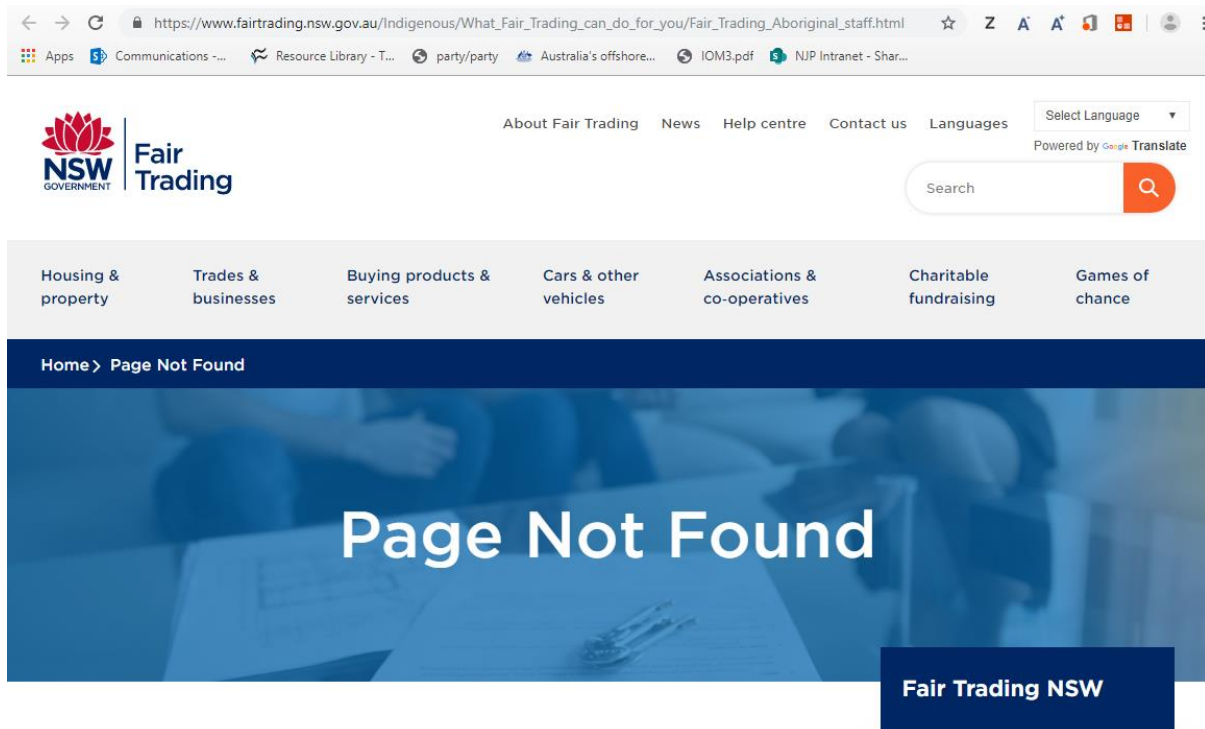 https://www.fairtrading.nsw.gov.au/Indigenous/What_Fair_Trading_can_do_for_you/Fair_Trading_Aboriginal_staff.html Z A A+
Apps Communications -... Resource Library - T... party/party Australia's offshore... IOM3.pdf NJP Intranet - Shar...
About Fair Trading News Help centre Contact us Languages Select Language
Powered by Google Translate
NSW
GOVERNMENT
Fair
Trading
Search
Housing &
property
Trades &
businesses
Buying products &
services
Cars & other
vehicles
Associations &
co-operatives
Charitable
fundraising
Games of
chance
Home > Page Not Found
Page Not Found
Fair Trading NSW